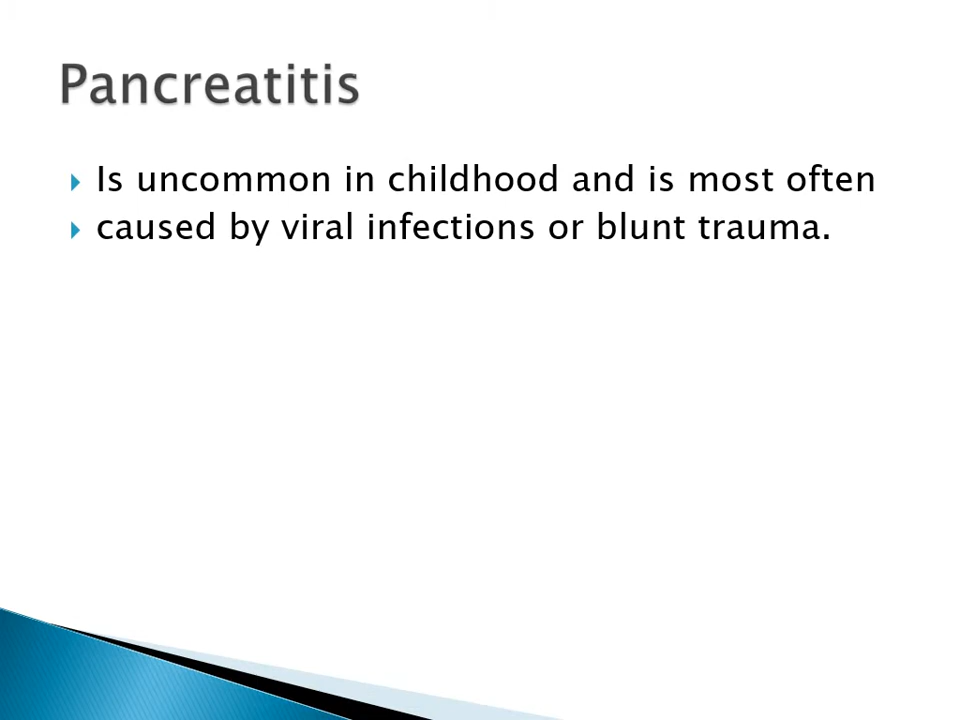 Pancreatitis
Is uncommon in childhood and is most often
caused by viral infections or blunt trauma.